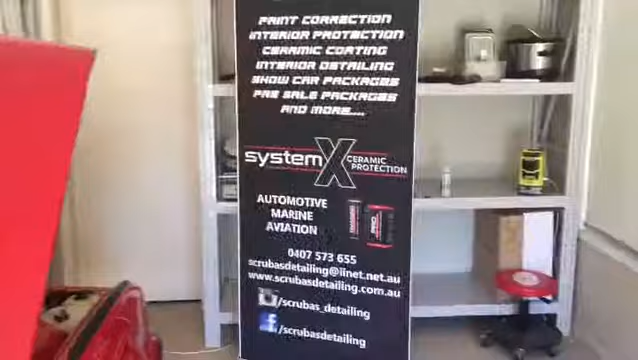 PAINT CORRECTION
INTERIOR PROTECTION
CERAMIC COATING
INTERIOR DETAILING
SHOW CAR PACKAGES
PRE SALE PACKAGES
AND MORE....
systemX CERAMIC PROTECTION
AUTOMOTIVE
MARINE
AVIATION
0407 573 655
scrubasdetailing@iinet.net.au
www.scrubasdetailing.com.au
/scrubas_detailing
f/scrubasdetailing